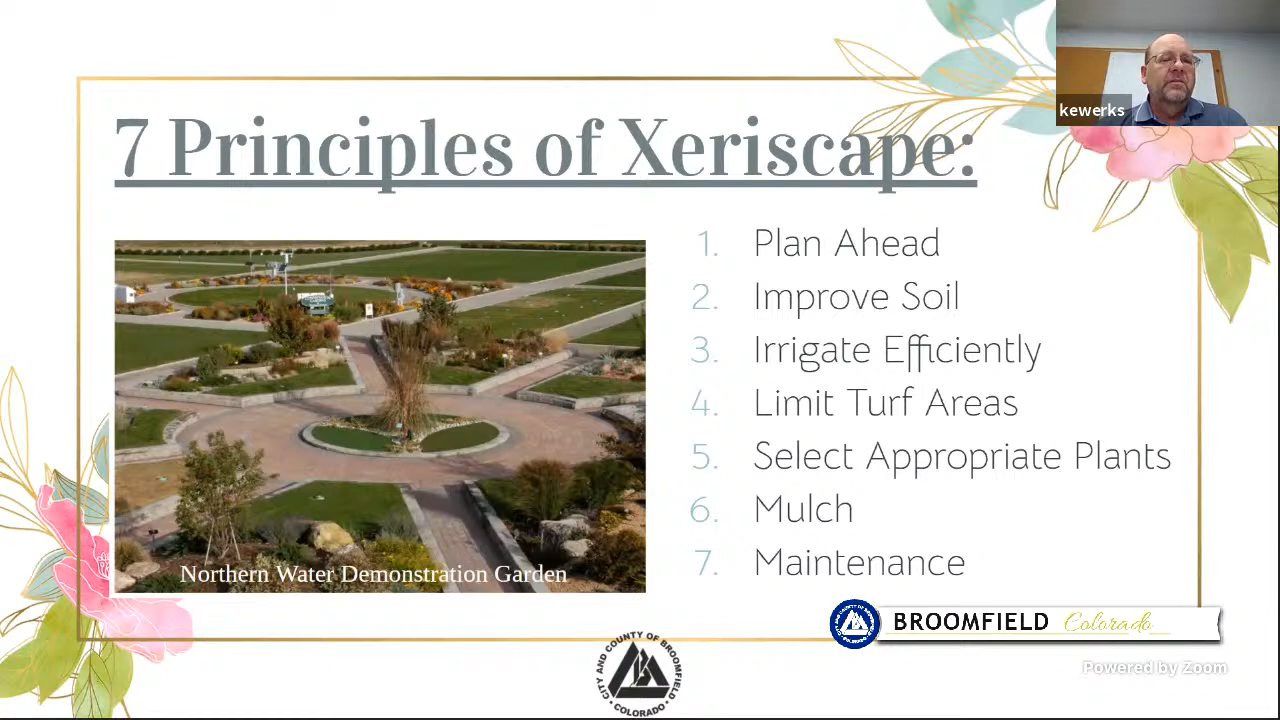 kewerks
7 Principles of Xeriscape:
1. Plan Ahead
2. Improve Soil
3. Irrigate Efficiently
4. Limit Turf Areas
5. Select Appropriate Plants
6. Mulch
7. Maintenance
Northern Water Demonstration Garden
BROOMFIELD Colorado
Powered by Zoom
CITY AND COUNTY OF BROOMFIELD
COLORADO